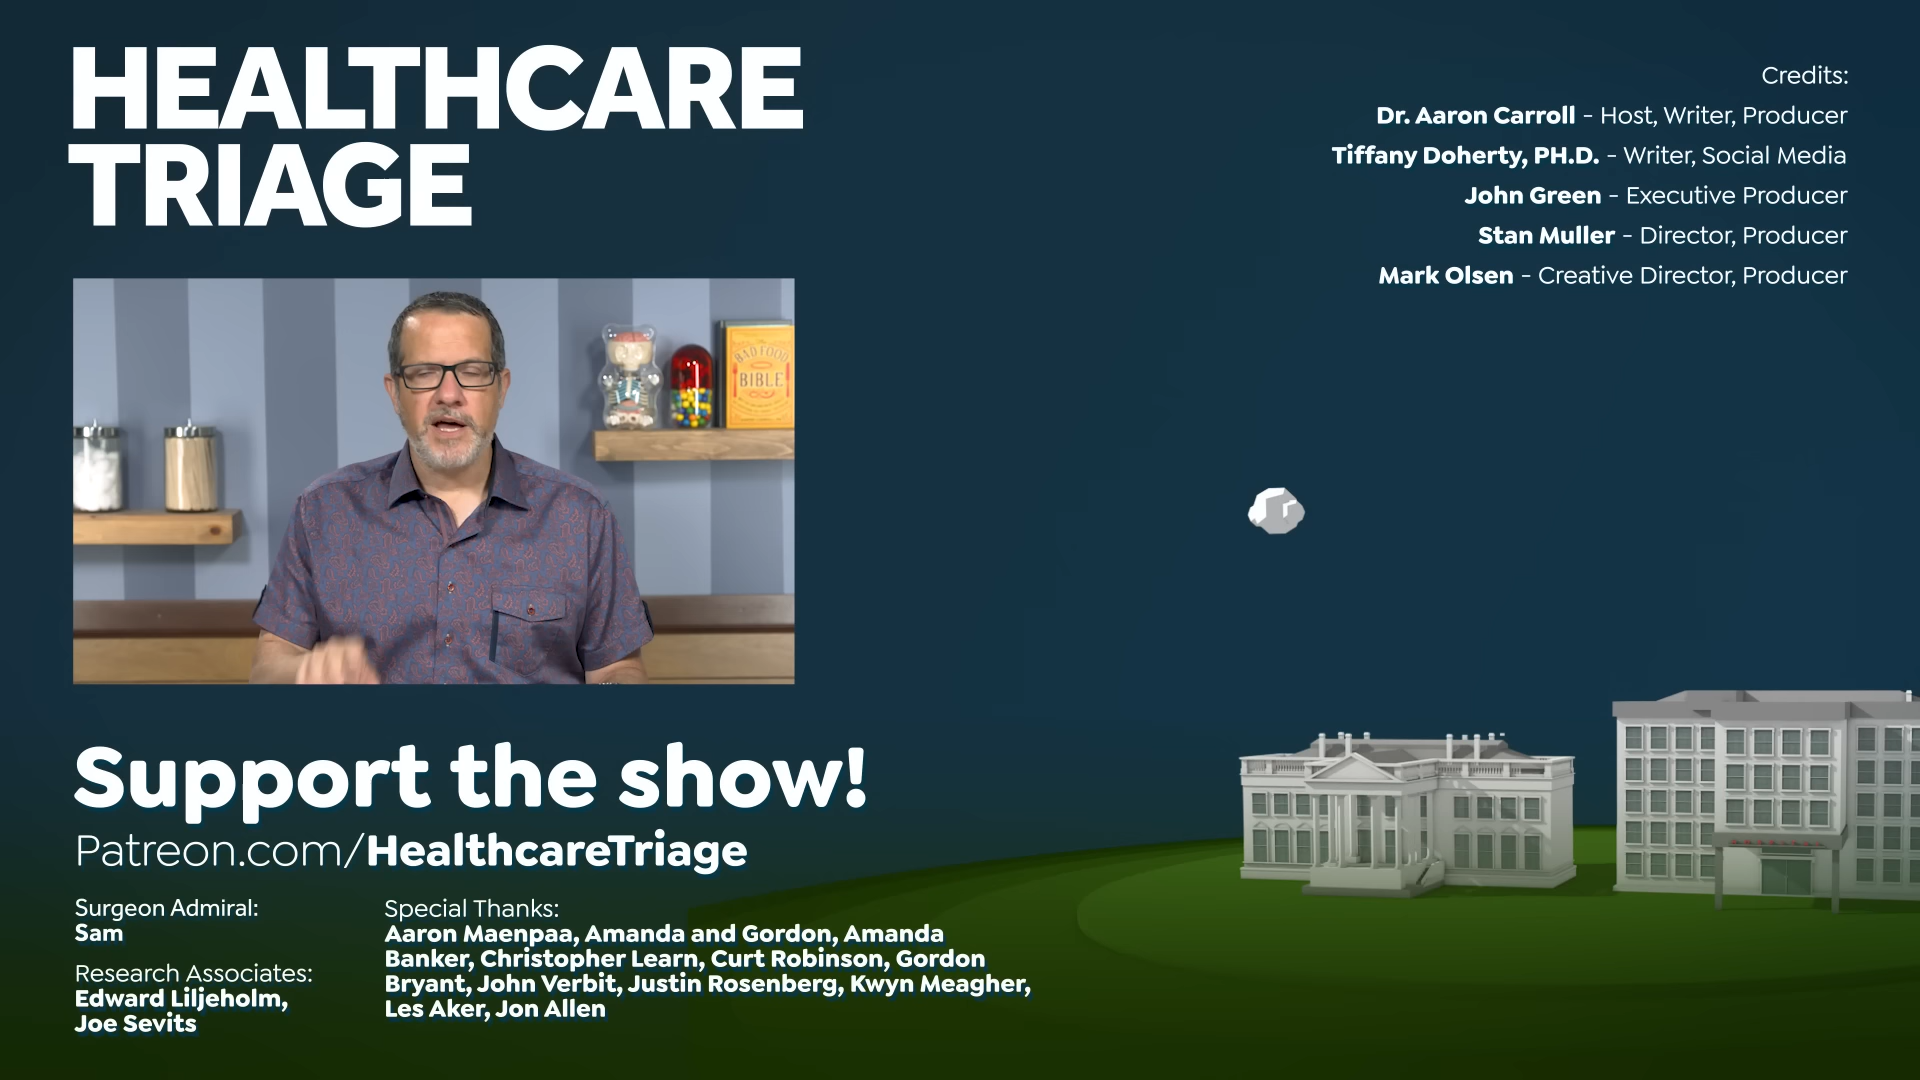 HEALTHCARE
TRIAGE
Credits:
Dr. Aaron Carroll - Host, Writer, Producer
Tiffany Doherty, PH.D. - Writer, Social Media
John Green - Executive Producer
Stan Muller - Director, Producer
Mark Olsen - Creative Director, Producer
BAD FOOD
BIBLE
Support the show!
Patreon.com/HealthcareTriage
Surgeon Admiral:
Sam
Research Associates:
Edward Liljeholm,
Joe Sevits
Special Thanks:
Aaron Maenpaa, Amanda and Gordon, Amanda
Banker, Christopher Learn, Curt Robinson, Gordon
Bryant, John Verbit, Justin Rosenberg, Kwyn Meagher,
Les Aker, Jon Allen